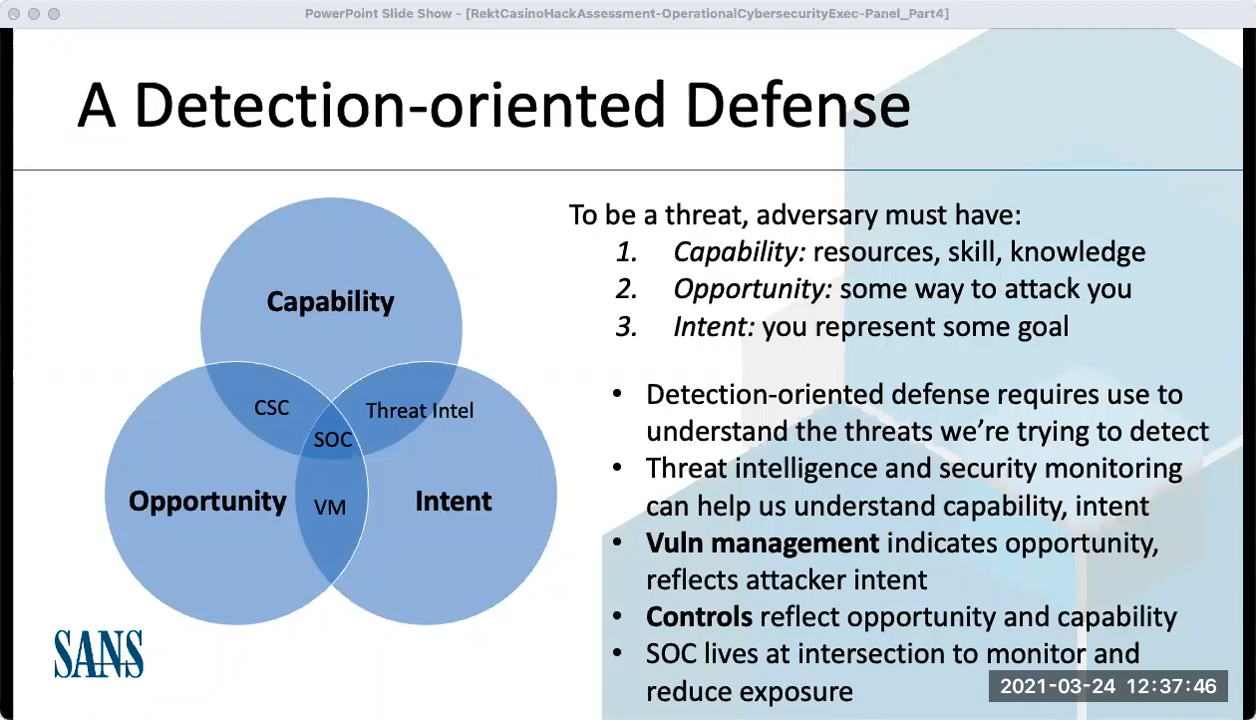 PowerPoint Slide Show - [RektCasinoHackAssessment-OperationalCybersecurityExec-Panel_Part4]
A Detection-oriented Defense
Capability
CSC
Threat Intel
SOC
Opportunity
VM
Intent
To be a threat, adversary must have:
1. Capability: resources, skill, knowledge
2. Opportunity: some way to attack you
3. Intent: you represent some goal
• Detection-oriented defense requires use to
understand the threats we’re trying to detect
• Threat intelligence and security monitoring
can help us understand capability, intent
• Vuln management indicates opportunity,
reflects attacker intent
• Controls reflect opportunity and capability
• SOC lives at intersection to monitor and
reduce exposure
SANS
2021-03-24 12:37:46